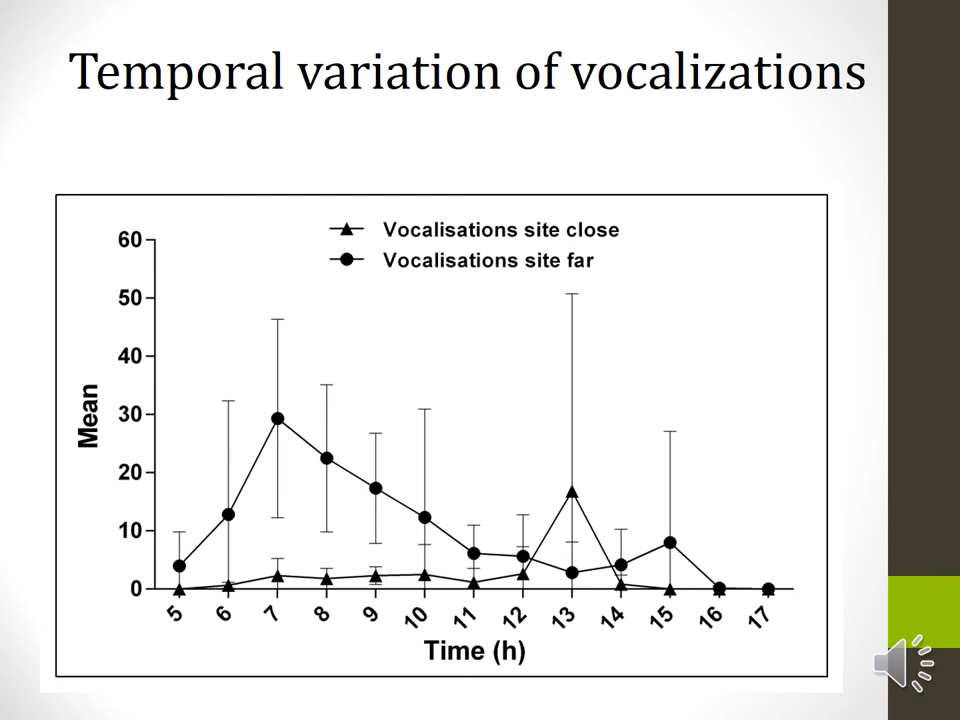 Temporal variation of vocalizations
Vocalisations site close
Vocalisations site far
60
50
40
30
20
10
0
Mean
5 6 7 8 9 10 11 12 13 14 15 16 17
Time (h)